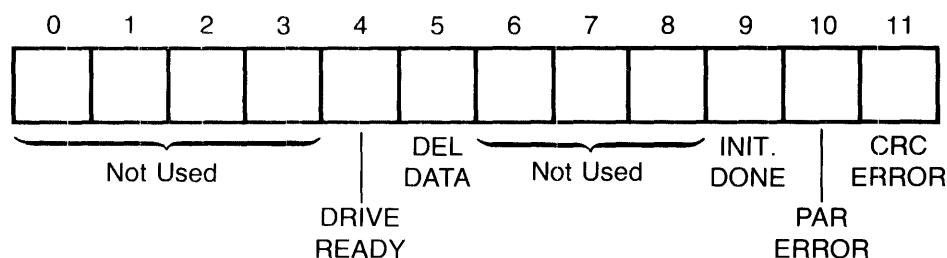 0 1 2 3 4 5 6 7 8 9 10 11
Not Used
DRIVE
READY
DEL
DATA
Not Used
INIT.
DONE
PAR
ERROR
CRC
ERROR